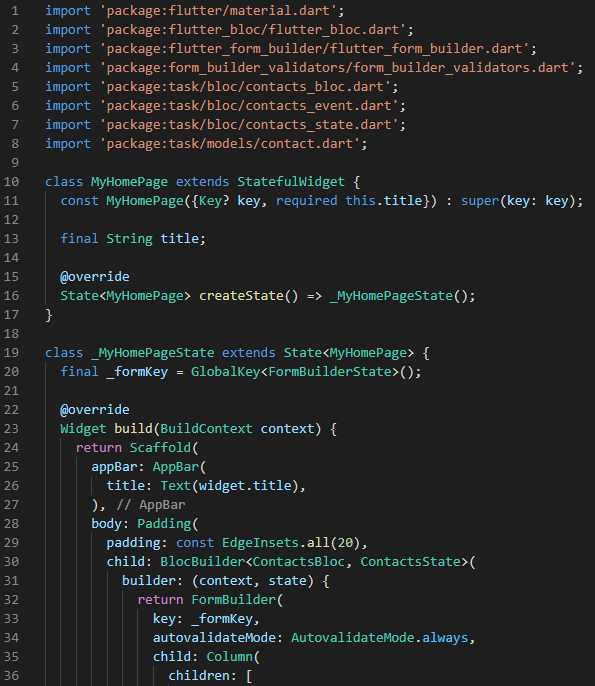 1 import 'package:flutter/material.dart';
2 import 'package:flutter_bloc/flutter_bloc.dart';
3 import 'package:flutter_form_builder/flutter_form_builder.dart';
4 import 'package:form_builder_validators/form_builder_validators.dart';
5 import 'package:task/bloc/contacts_bloc.dart';
6 import 'package:task/bloc/contacts_event.dart';
7 import 'package:task/bloc/contacts_state.dart';
8 import 'package:task/models/contact.dart';
9
10 class MyHomePage extends StatefulWidget {
11   const MyHomePage({Key? key, required this.title}) : super(key: key);
12
13   final String title;
14
15   @override
16   State<MyHomePage> createState() => _MyHomePageState();
17 }
18
19 class _MyHomePageState extends State<MyHomePage> {
20   final _formKey = GlobalKey<FormBuilderState>();
21
22   @override
23   Widget build(BuildContext context) {
24     return Scaffold(
25       appBar: AppBar(
26         title: Text(widget.title),
27       ), // AppBar
28       body: Padding(
29         padding: const EdgeInsets.all(20),
30         child: BlocBuilder<ContactsBloc, ContactsState>(
31           builder: (context, state) {
32             return FormBuilder(
33               key: _formKey,
34               autovalidateMode: AutovalidateMode.always,
35               child: Column(
36                 children: [